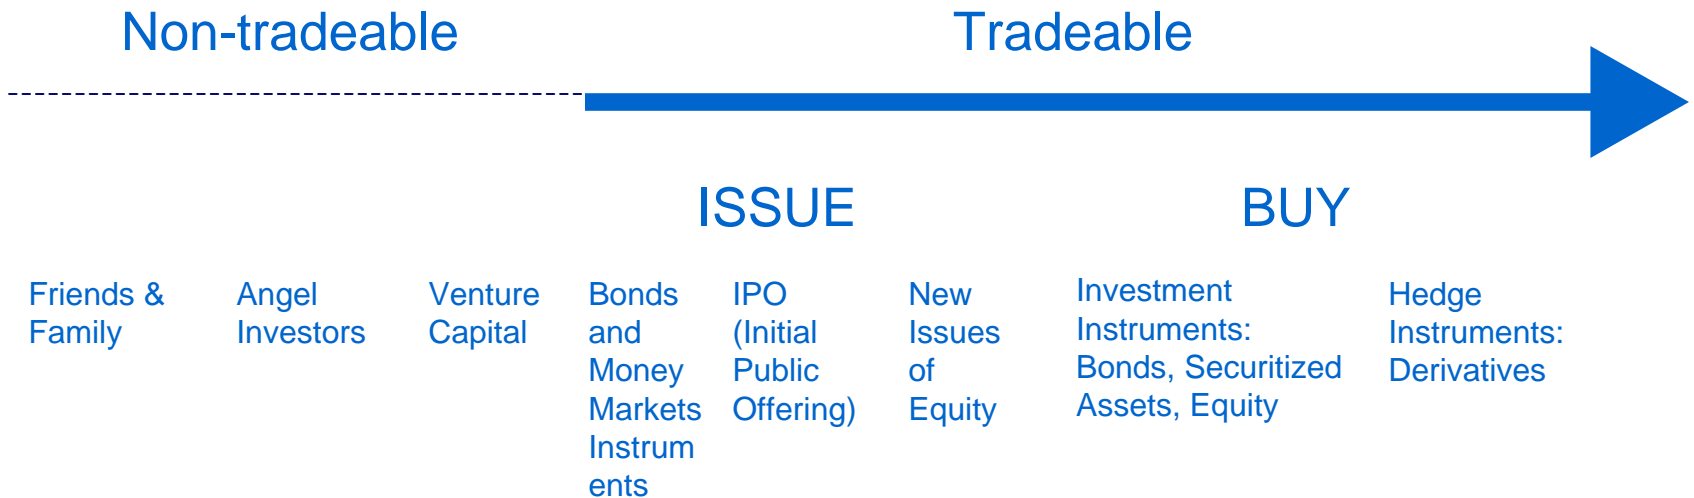 Non-tradeable
Tradeable
ISSUE
BUY
Friends &
Family
Angel
Investors
Venture
Capital
Bonds
and
Money
Markets
Instrum
ents
IPO
(Initial
Public
Offering)
New
Issues
of
Equity
Investment
Instruments:
Bonds, Securitized
Assets, Equity
Hedge
Instruments:
Derivatives